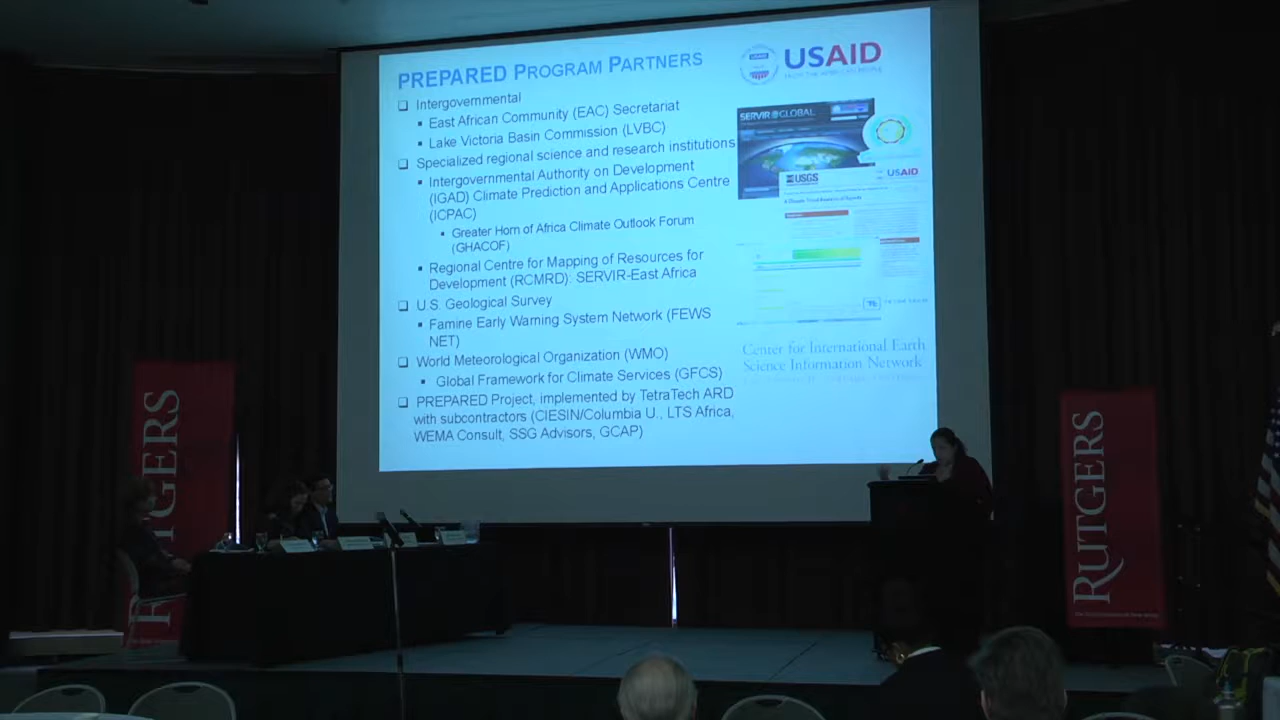 PREPARED PROGRAM PARTNERS
USAID
❑ Intergovernmental
▪ East African Community (EAC) Secretariat
▪ Lake Victoria Basin Commission (LVBC)
❑ Specialized regional science and research institutions
▪ Intergovernmental Authority on Development
(IGAD) Climate Prediction and Applications Centre
(ICPAC)
▪ Greater Horn of Africa Climate Outlook Forum
(GHACOF)
▪ Regional Centre for Mapping of Resources for
Development (RCMRD): SERVIR-East Africa
❑ U.S. Geological Survey
▪ Famine Early Warning System Network (FEWS
NET)
❑ World Meteorological Organization (WMO)
▪ Global Framework for Climate Services (GFCS)
❑ PREPARED Project, implemented by TetraTech ARD
with subcontractors (CIESIN/Columbia U., LTS Africa,
WEMA Consult, SSG Advisors, GCAP)
SERVIR GLOBAL
USGS
USAID
Center for International Earth
Science Information Network
RUTGERS
RUTGERS